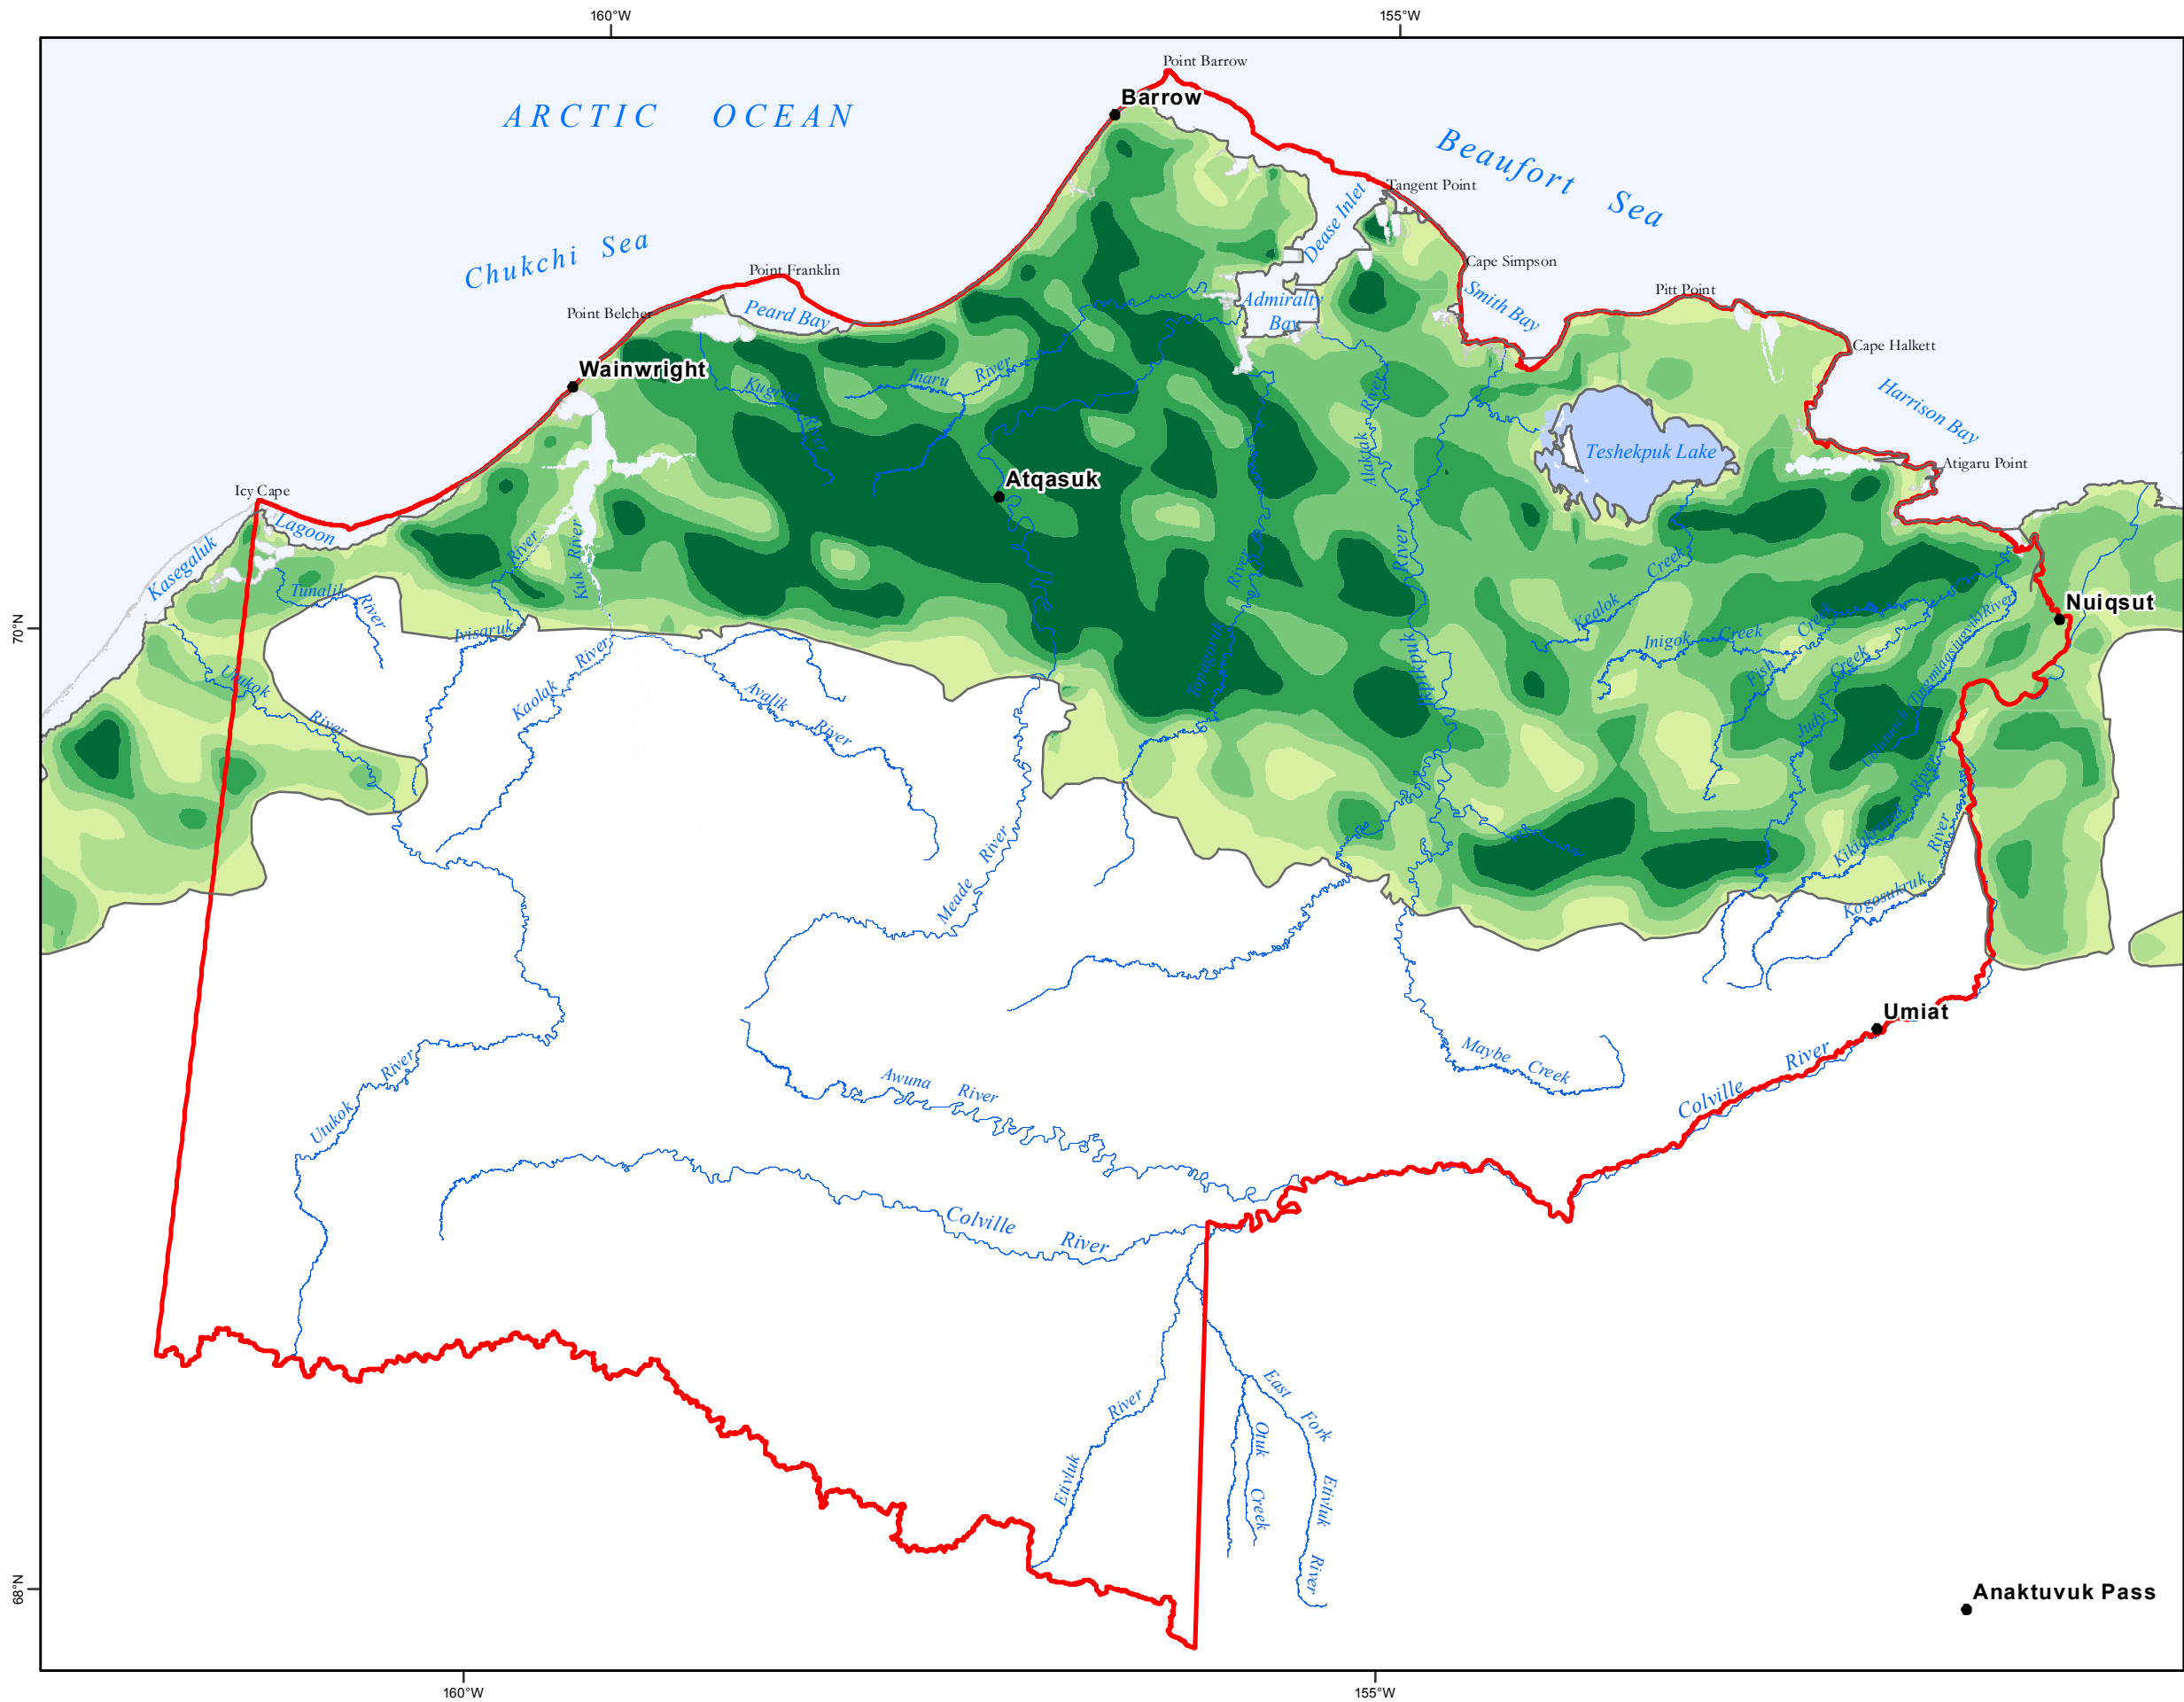 160°W
155°W
Point Barrow
Barrow
ARCTIC OCEAN
Beaufort Sea
Tangent Point
Dease Inlet
Chukchi Sea
Point Franklin
Cape Simpson
Smith Bay
Admiralty
Bay
Pitt Point
Point Belcher
Peard Bay
Cape Halkett
Wainwright
Kugrua
River
Inaru River
Harrison Bay
Alaktak River
Teshekpuk Lake
Atigaru Point
Atqasuk
Icy Cape
Kasegaluk
Lagoon
River
Kuk River
River
River
Kealok Creek
Tunalik River
70°N
Ivisaruk
Nuiqsut
Inigok Creek
Fish Creek
Judy Creek
River
Topagoruk
Ikpikpuk
Utukok
River
Kaolak River
Avalik River
Kikiakrorak River
River
Kogosukruk
Meade River
Umiat
Maybe Creek
Colville River
Utukok River
Awuna River
Colville River
East Fork Etivluk River
Otuk Creek
Etivluk River
68°N
Anaktuvuk Pass
160°W
155°W